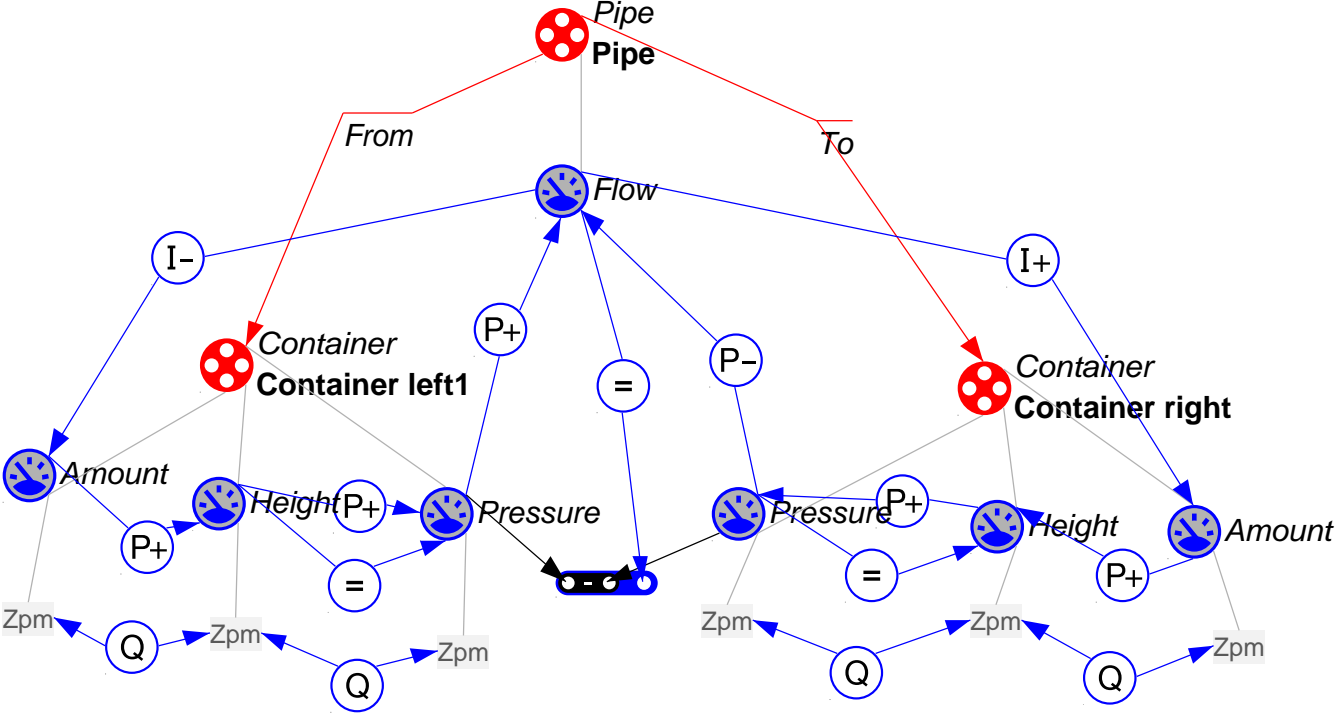 Pipe
Pipe
From
To
Flow
I-
I+
P+
P-
=
Container
Container left1
Container
Container right
Amount
Height
P+
Pressure
Pressure
P+
Height
Amount
P+
=
-
=
P+
Zpm
Q
Zpm
Q
Zpm
Zpm
Q
Zpm
Q
Zpm